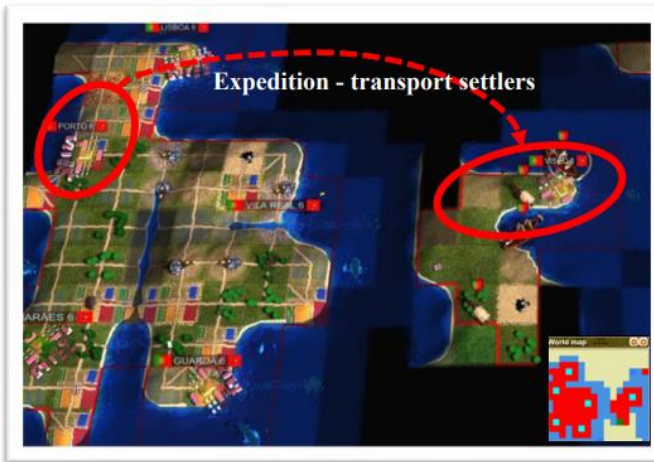 LISBOA 6
Expedition - transport settlers
PORTO 6
VILA REAL 6
GUARDA 6
World map